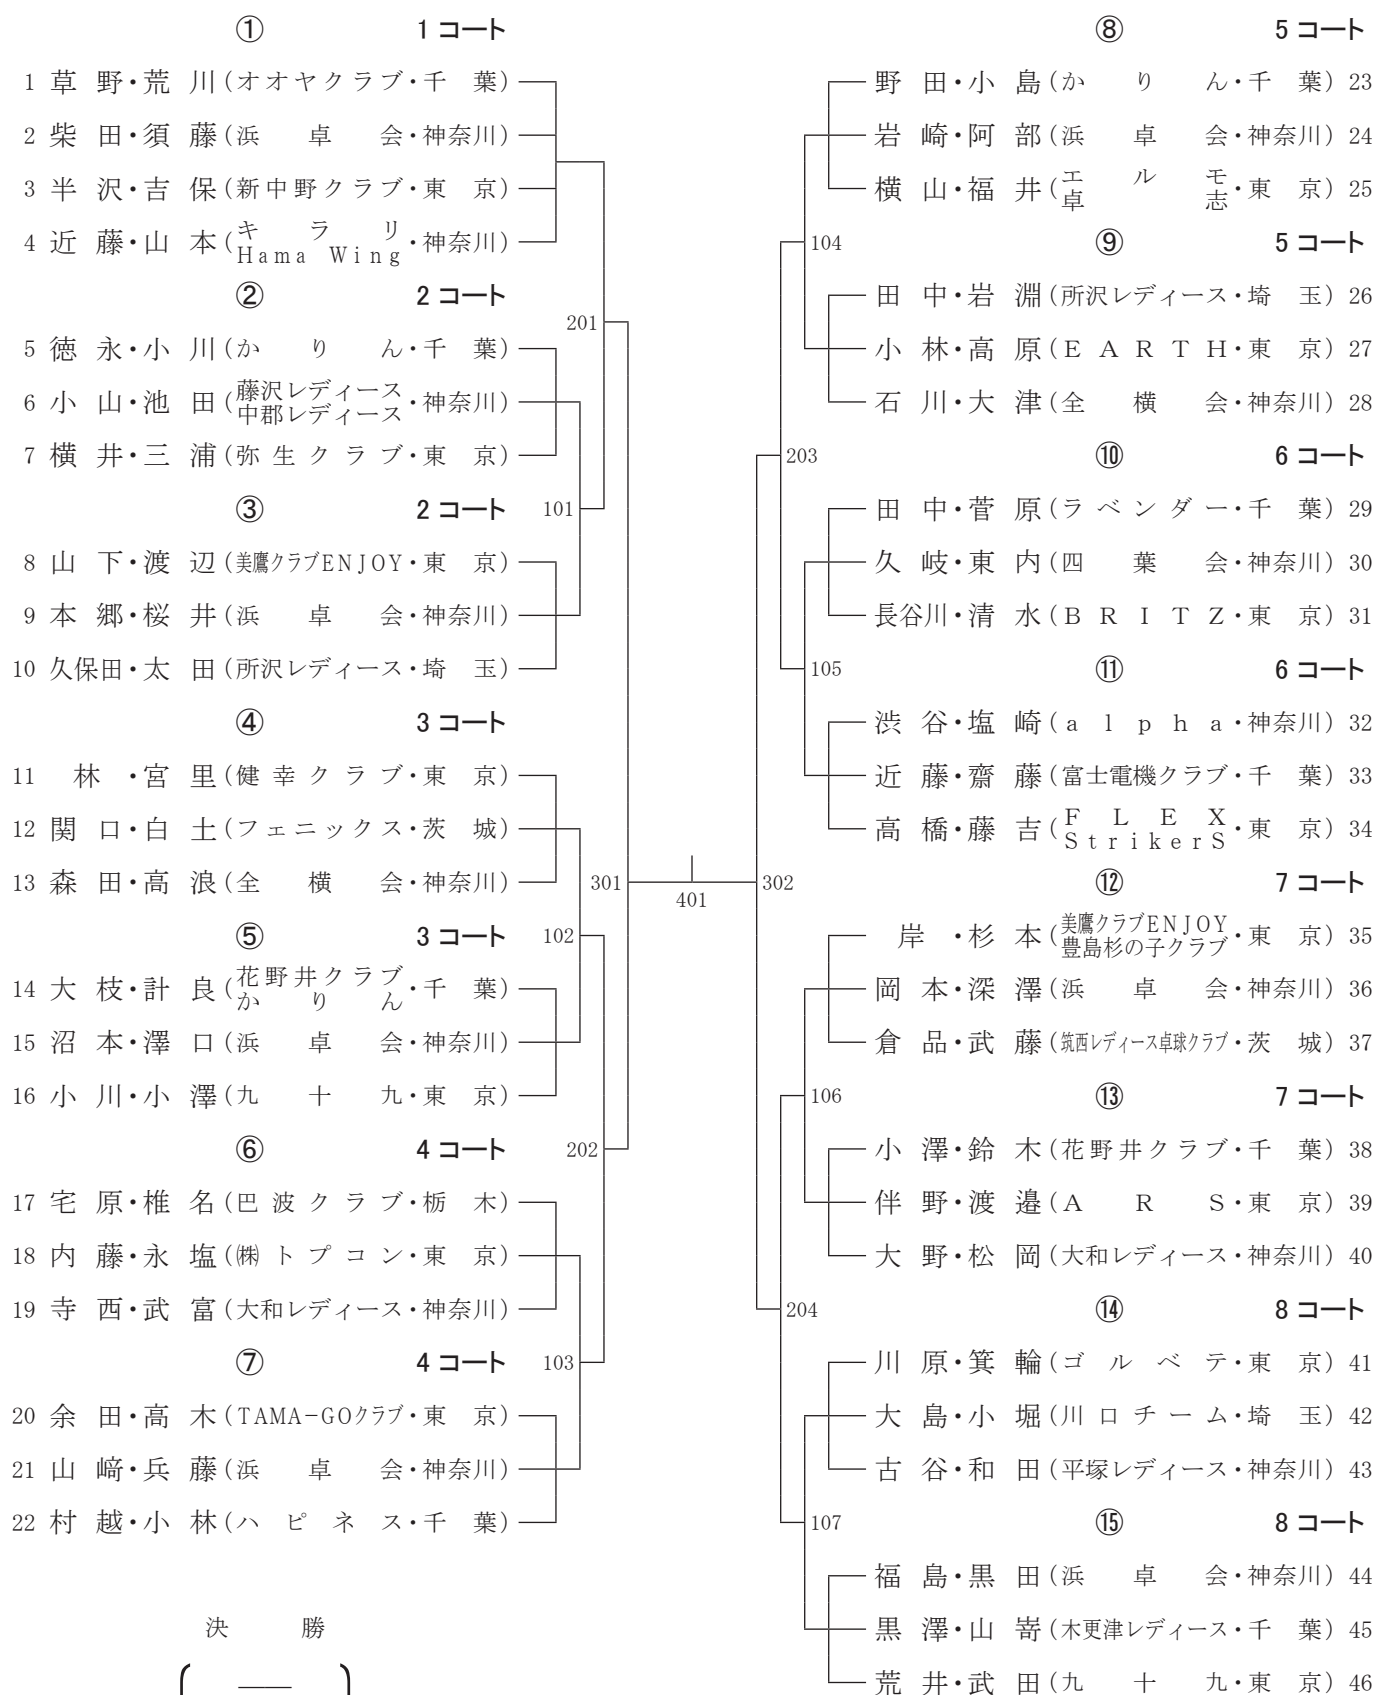 ① 1コート
1 草野・荒川(オオヤクラブ・千葉)
2 柴田・須藤(浜卓会・神奈川)
3 半沢・吉保(新中野クラブ・東京)
4 近藤・山本(キラリ Hama Wing・神奈川)
② 2コート
201
5 徳永・小川(かりん・千葉)
6 小山・池田(藤沢レディース 中郡レディース・神奈川)
7 横井・三浦(弥生クラブ・東京)
③ 2コート
101
8 山下・渡辺(美鷹クラブENJOY・東京)
9 本郷・桜井(浜卓会・神奈川)
10 久保田・太田(所沢レディース・埼玉)
④ 3コート
11 林・宮里(健幸クラブ・東京)
12 関口・白土(フェニックス・茨城)
13 森田・高浪(全横会・神奈川)
301
⑤ 3コート
102
14 大枝・計良(花野井クラブ かりん・千葉)
15 沼本・澤口(浜卓会・神奈川)
16 小川・小澤(九十九・東京)
⑥ 4コート
202
17 宅原・椎名(巴波クラブ・栃木)
18 内藤・永塩(㈱トプコン・東京)
19 寺西・武富(大和レディース・神奈川)
⑦ 4コート
103
20 余田・高木(TAMA-GOクラブ・東京)
21 山﨑・兵藤(浜卓会・神奈川)
22 村越・小林(ハピネス・千葉)
決勝
401
⑧ 5コート
野田・小島(かりん・千葉) 23
岩崎・阿部(浜卓会・神奈川) 24
横山・福井(エルモ 卓志・東京) 25
104
⑨ 5コート
田中・岩淵(所沢レディース・埼玉) 26
小林・高原(EARTH・東京) 27
石川・大津(全横会・神奈川) 28
203
⑩ 6コート
田中・菅原(ラベンダー・千葉) 29
久岐・東内(四葉会・神奈川) 30
長谷川・清水(BRITZ・東京) 31
105
⑪ 6コート
渋谷・塩崎(alpha・神奈川) 32
近藤・齋藤(富士電機クラブ・千葉) 33
高橋・藤吉(FLEX StrikerS・東京) 34
302
⑫ 7コート
岸・杉本(美鷹クラブENJOY 豊島杉の子クラブ・東京) 35
岡本・深澤(浜卓会・神奈川) 36
倉品・武藤(筑西レディース卓球クラブ・茨城) 37
106
⑬ 7コート
小澤・鈴木(花野井クラブ・千葉) 38
伴野・渡邉(ARS・東京) 39
大野・松岡(大和レディース・神奈川) 40
204
⑭ 8コート
川原・箕輪(ゴルベテ・東京) 41
大島・小堀(川口チーム・埼玉) 42
古谷・和田(平塚レディース・神奈川) 43
107
⑮ 8コート
福島・黒田(浜卓会・神奈川) 44
黒澤・山嵜(木更津レディース・千葉) 45
荒井・武田(九十九・東京) 46